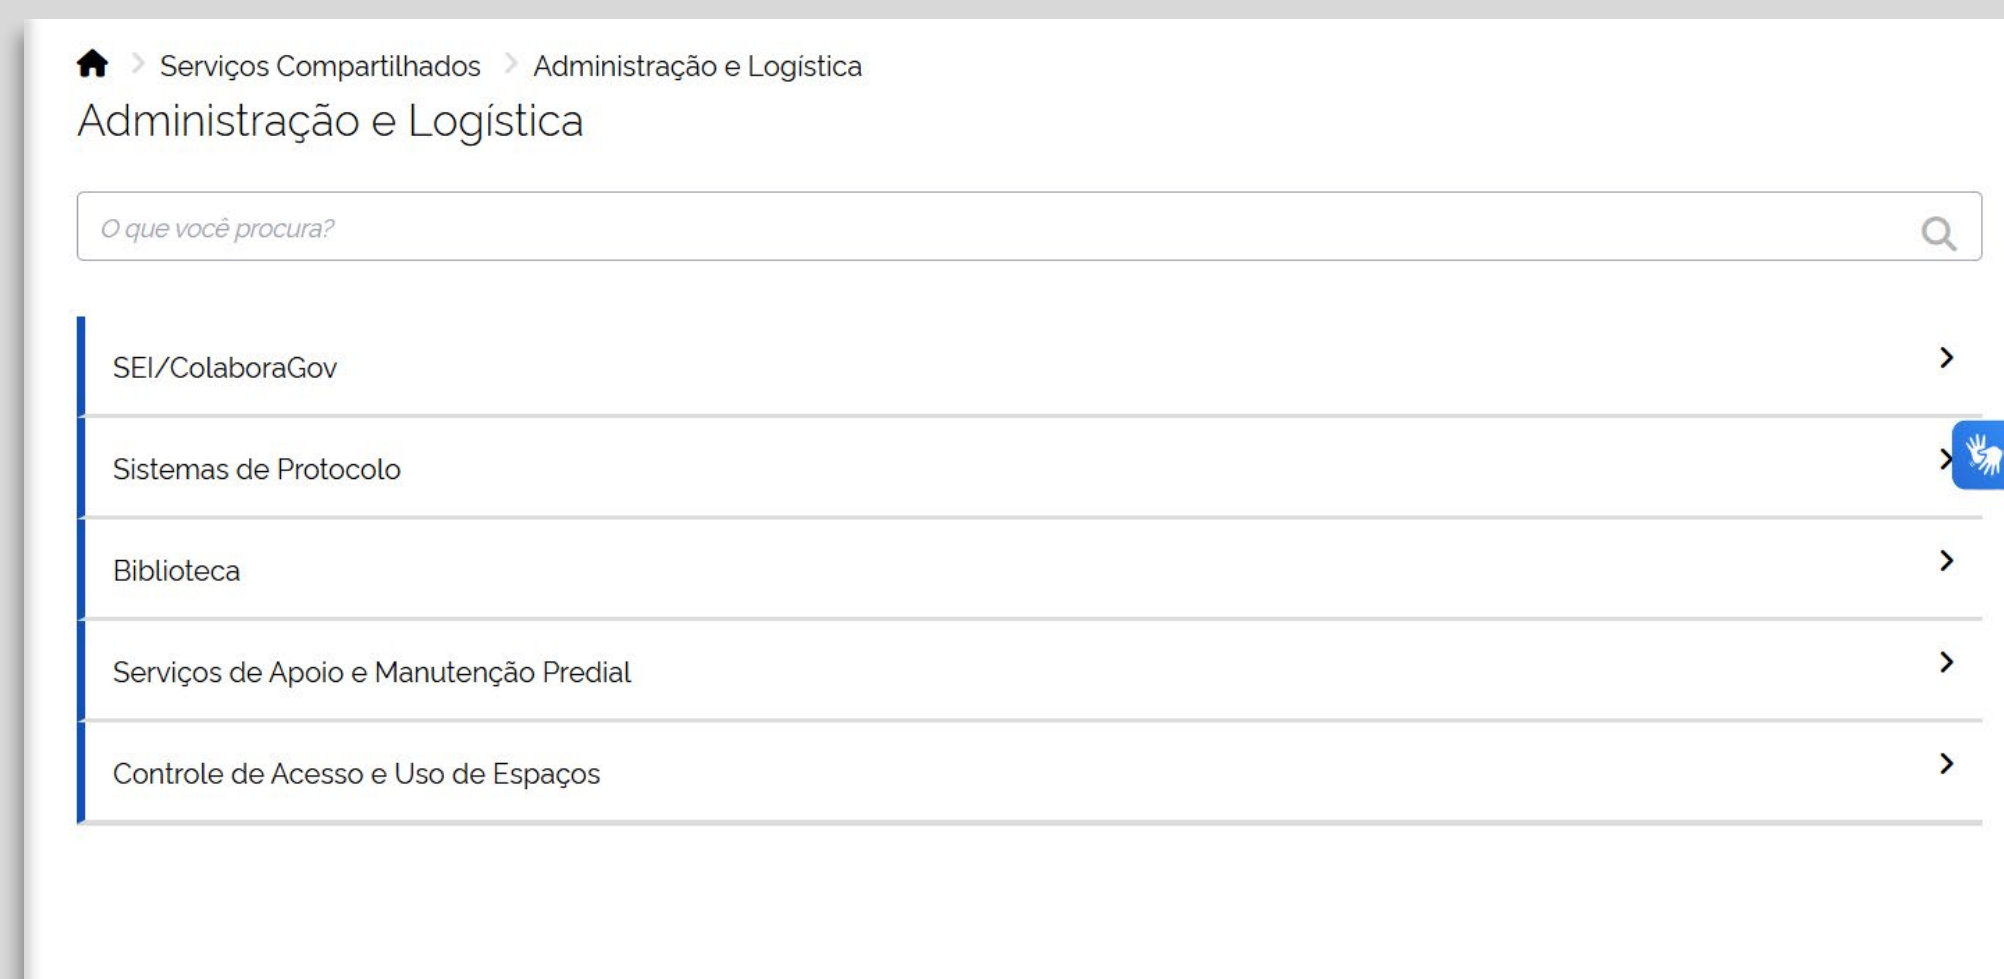 Serviços Compartilhados Administração e Logística
Administração e Logística
O que você procura?
SEI/ColaboraGov
Sistemas de Protocolo
Biblioteca
Serviços de Apoio e Manutenção Predial
Controle de Acesso e Uso de Espaços